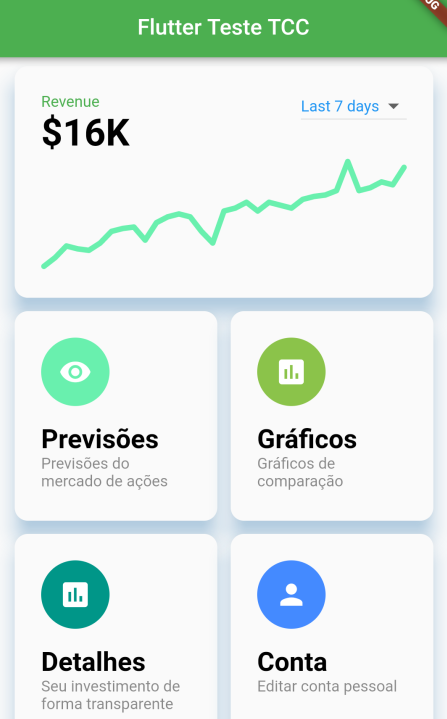 Flutter Teste TCC
Revenue
$16K
Last 7 days
Previsões
Previsões do
mercado de ações
Gráficos
Gráficos de
comparação
Detalhes
Seu investimento de
forma transparente
Conta
Editar conta pessoal